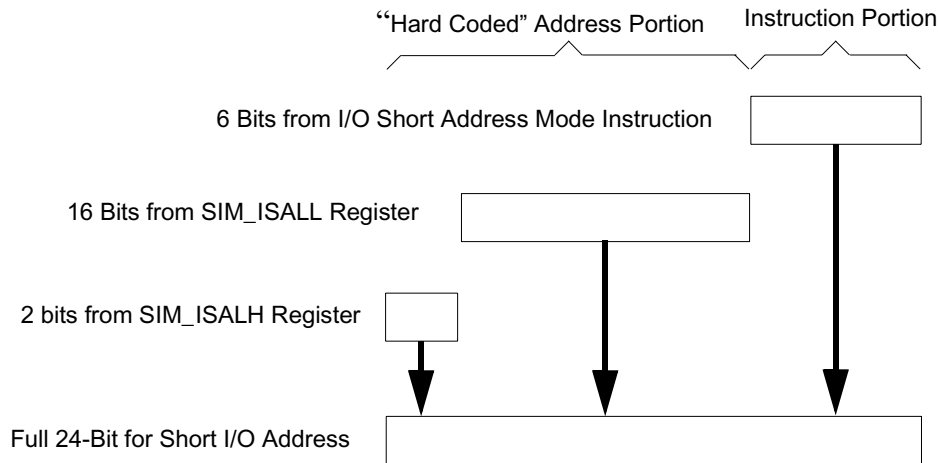 “Hard Coded” Address Portion
Instruction Portion
6 Bits from I/O Short Address Mode Instruction
16 Bits from SIM_ISALL Register
2 bits from SIM_ISALH Register
Full 24-Bit for Short I/O Address